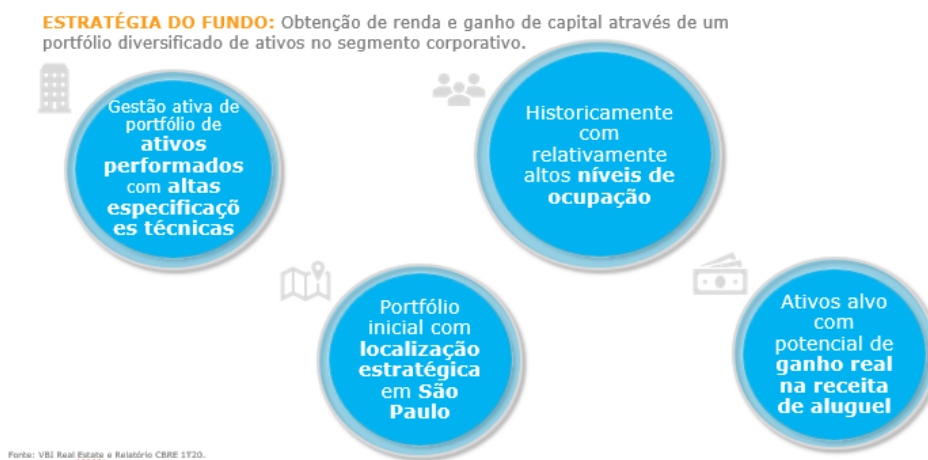 ESTRATÉGIA DO FUNDO: Obtenção de renda e ganho de capital através de um
portfólio diversificado de ativos no segmento corporativo.
Gestão ativa de
portfólio de
ativos
performados
com altas
especificaçõ
es técnicas
Historicamente
com
relativamente
altos níveis de
ocupação
Portfólio
inicial com
localização
estratégica
em São
Paulo
Ativos alvo
com
potencial de
ganho real
na receita
de aluguel
Fonte: VBI Real Estate e Relatório CBRE 1T20.